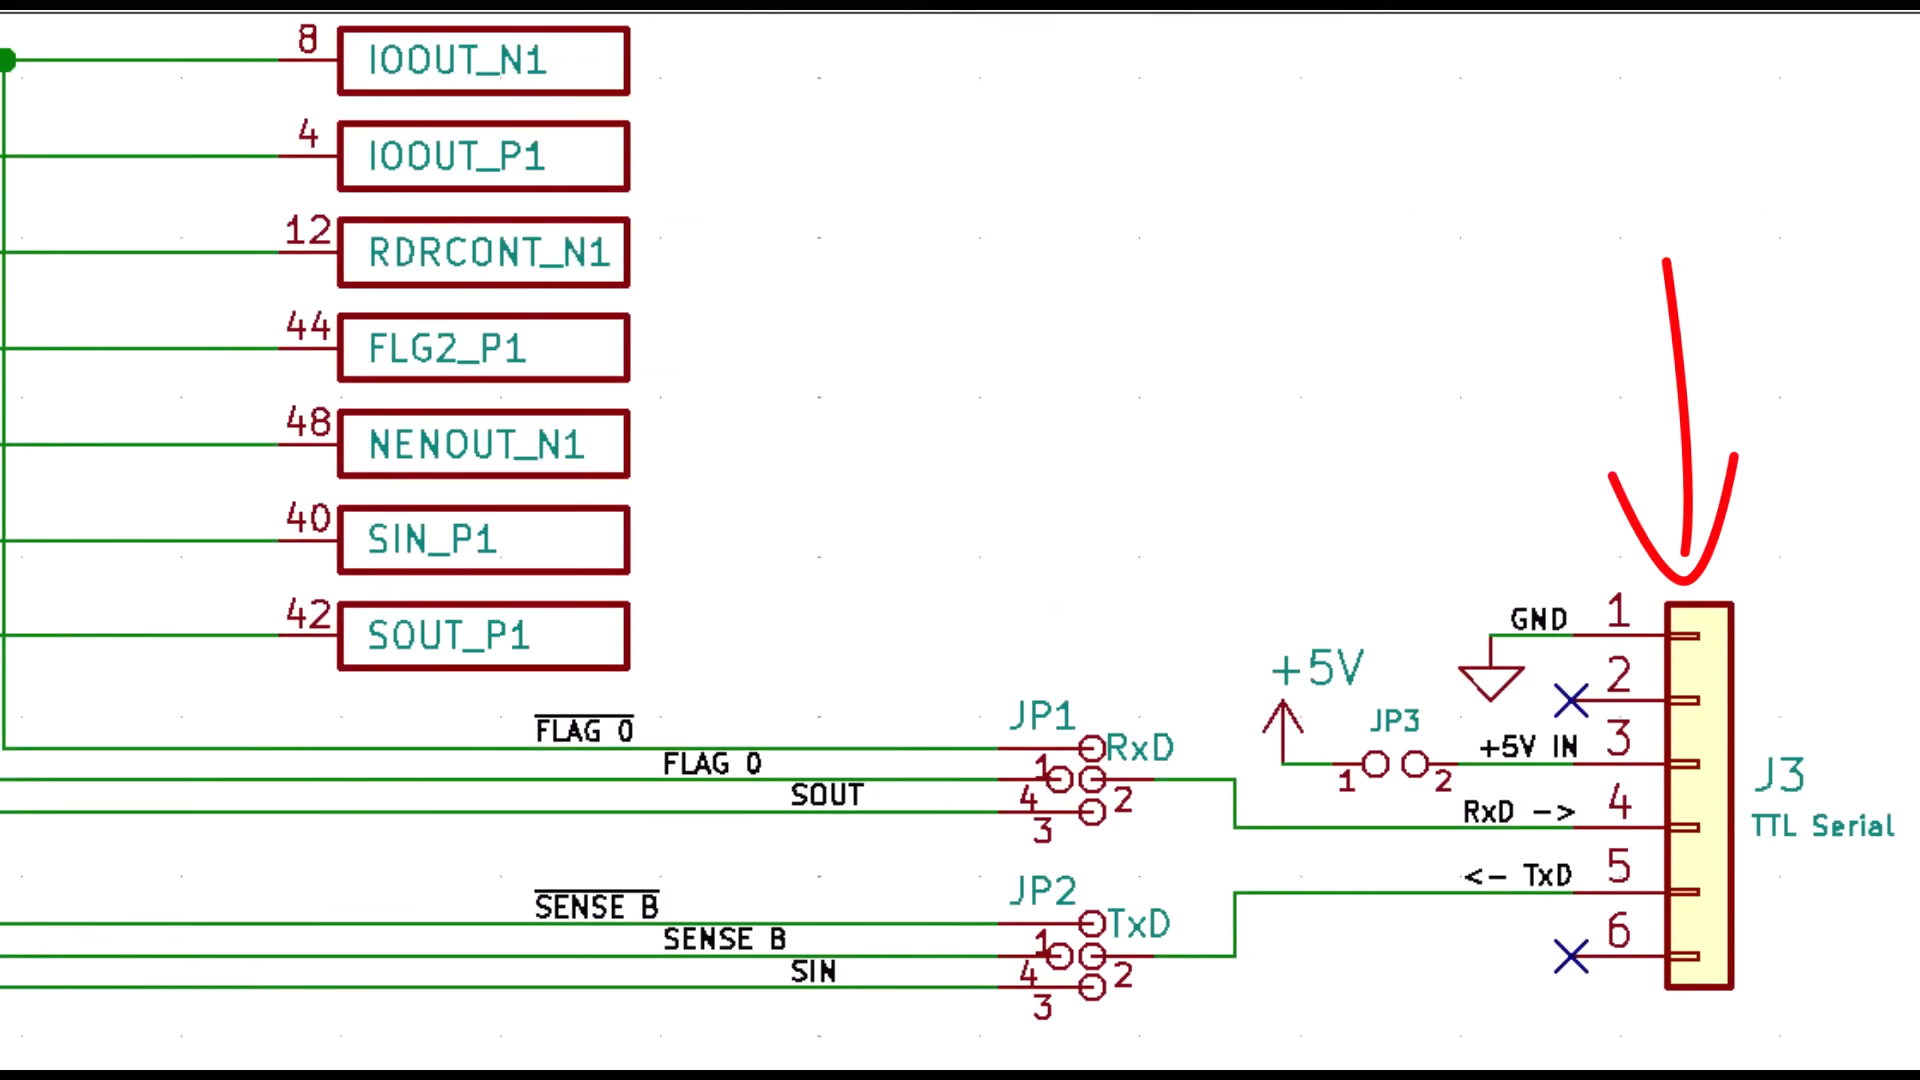 8 IOOUT_N1
4 IOOUT_P1
12 RDRCONT_N1
44 FLG2_P1
48 NENOUT_N1
40 SIN_P1
42 SOUT_P1
FLAG 0
FLAG 0
SOUT
JP1
RxD
1
4
3
2
SENSE B
SENSE B
SIN
JP2
TxD
1
4
3
2
+5V
JP3
1
2
GND 1
2
+5V IN 3
RxD -> 4
<- TxD 5
6
J3
TTL Serial